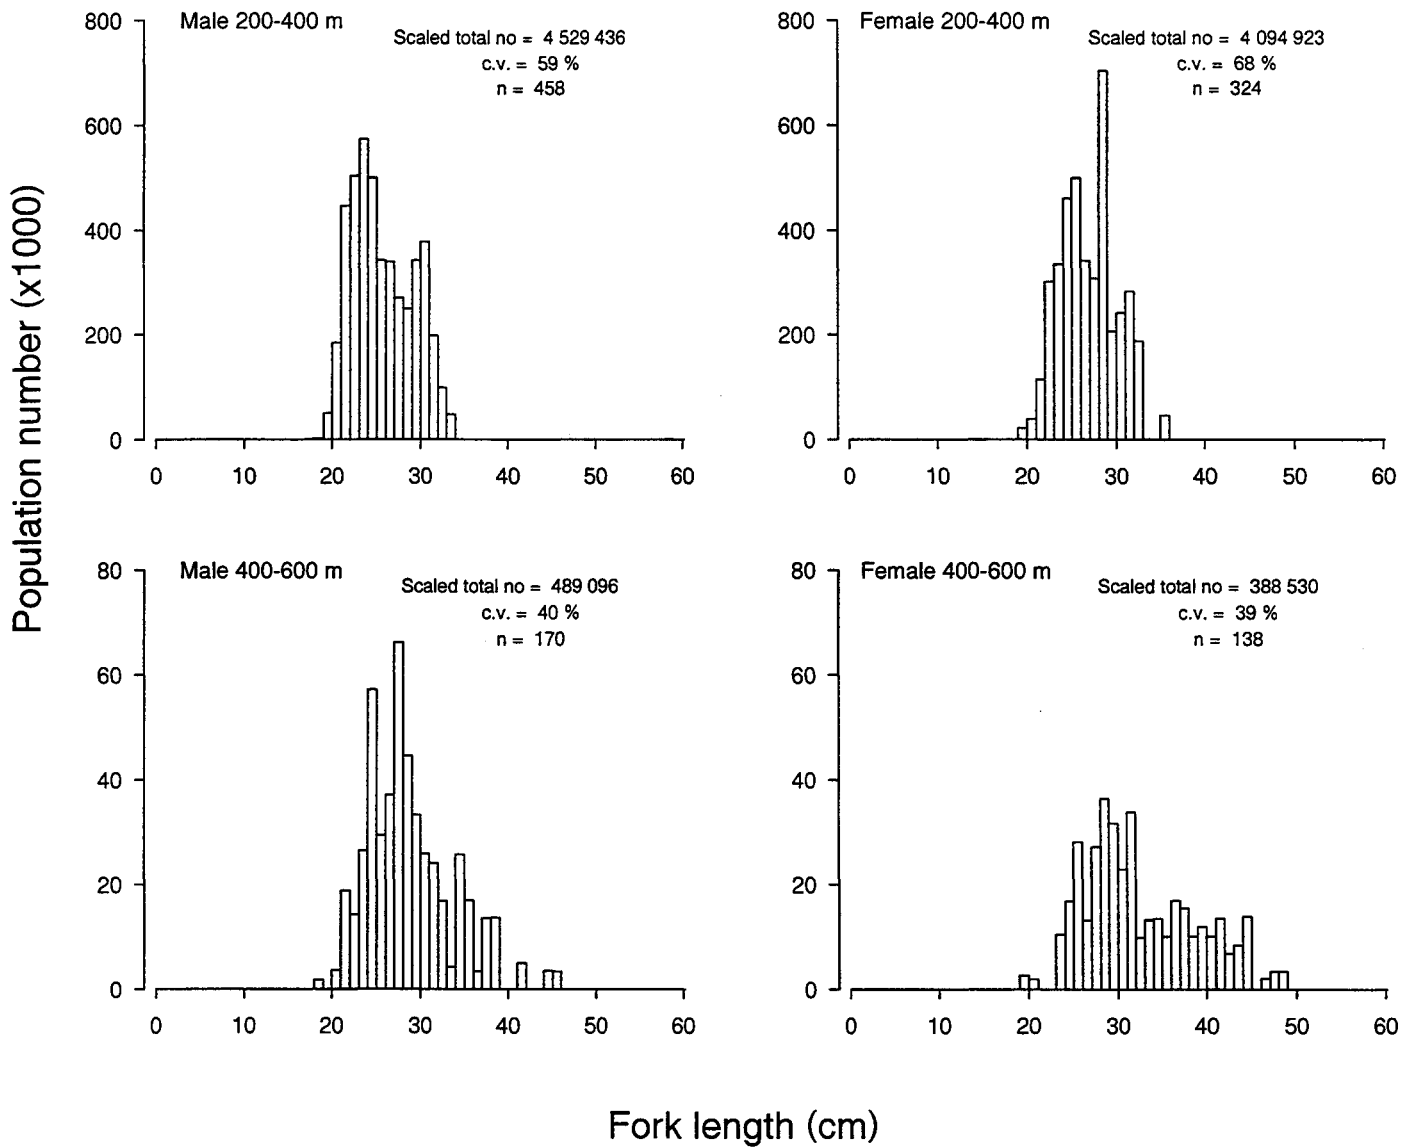 Population number (x1000)
Male 200-400 m
Scaled total no = 4 529 436
c.v. = 59 %
n = 458
800
600
400
200
0
0 10 20 30 40 50 60
Female 200-400 m
Scaled total no = 4 094 923
c.v. = 68 %
n = 324
800
600
400
200
0
0 10 20 30 40 50 60
Male 400-600 m
Scaled total no = 489 096
c.v. = 40 %
n = 170
80
60
40
20
0
0 10 20 30 40 50 60
Female 400-600 m
Scaled total no = 388 530
c.v. = 39 %
n = 138
80
60
40
20
0
0 10 20 30 40 50 60
Fork length (cm)